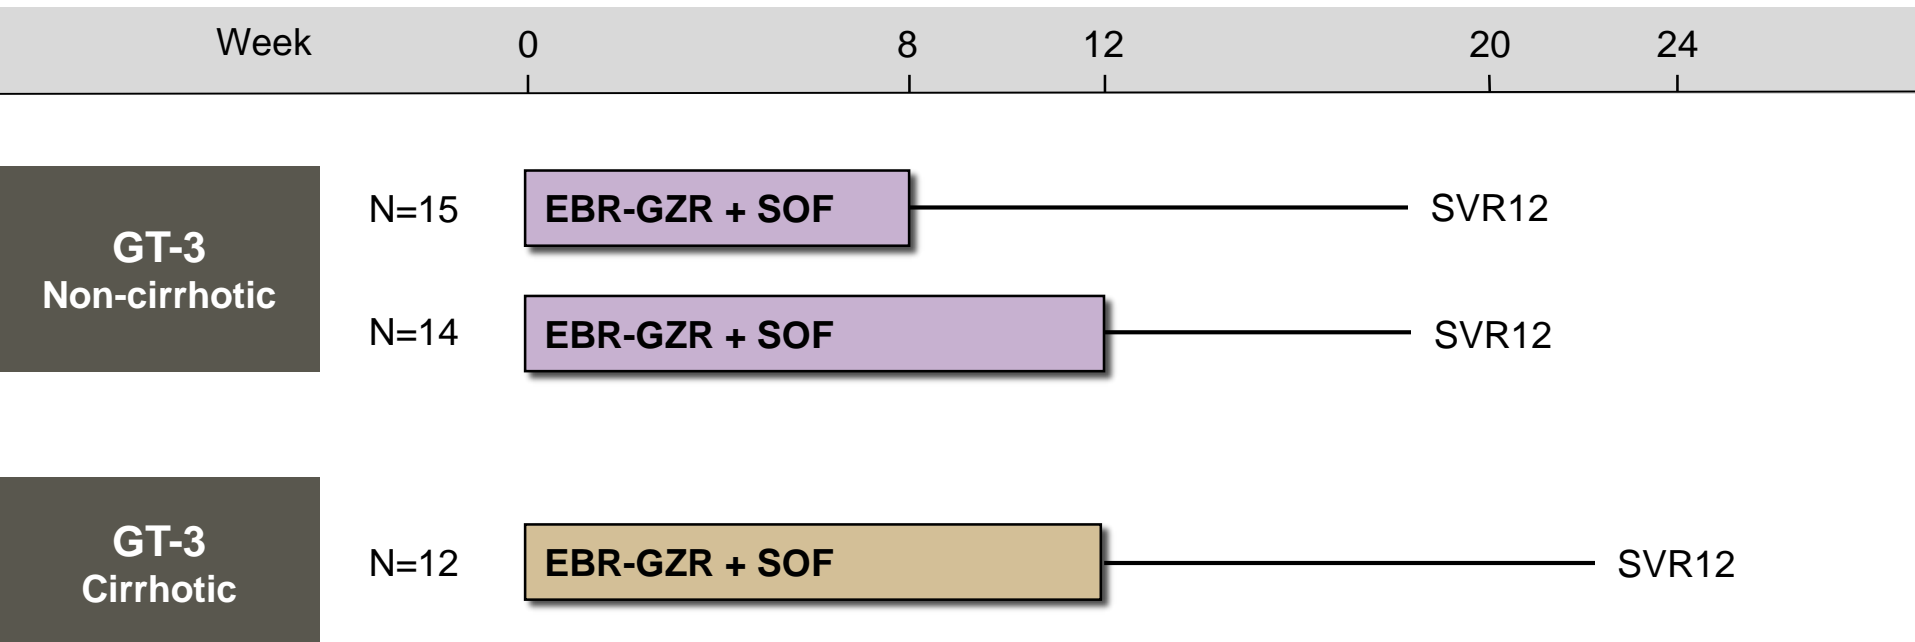 Week 0 8 12 20 24
GT-3
Non-cirrhotic
N=15 EBR-GZR + SOF SVR12
N=14 EBR-GZR + SOF SVR12
GT-3
Cirrhotic
N=12 EBR-GZR + SOF SVR12